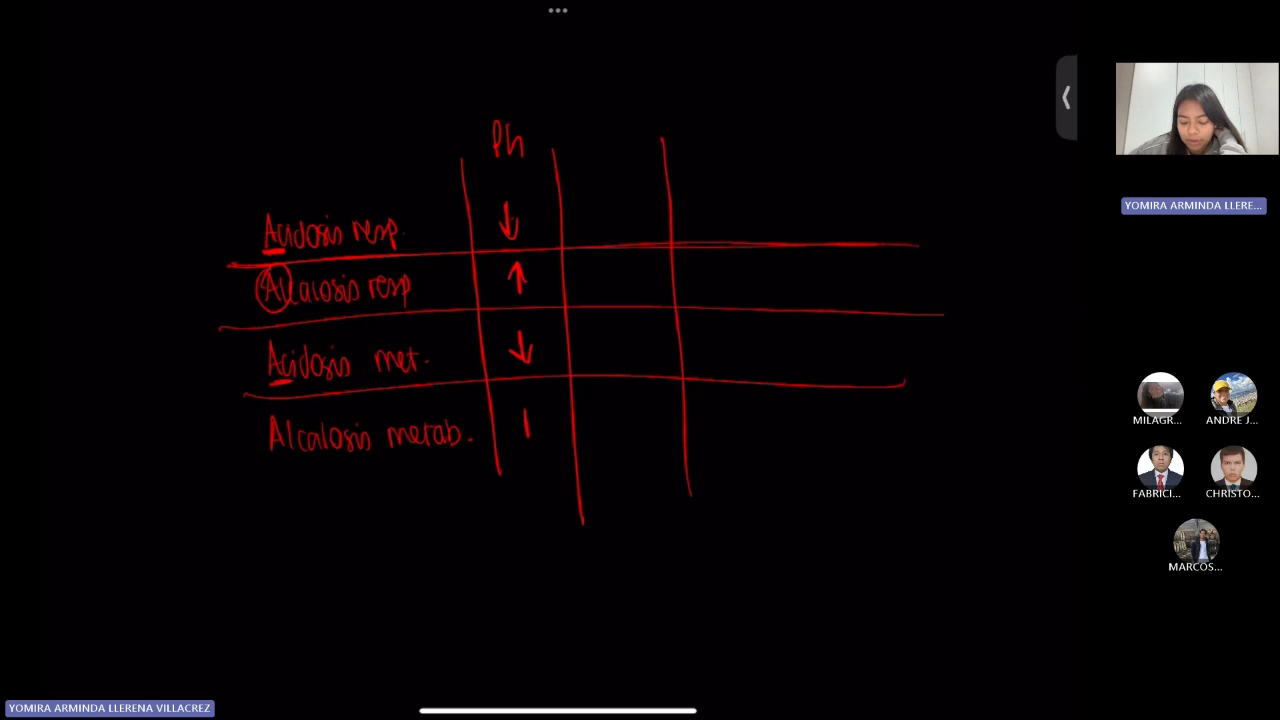 Ph
Acidosis resp. ↓
Alcalosis resp ↑
Acidosis met. ↓
Alcalosis metab.
YOMIRA ARMINDA LLERE...
MILAGR...
ANDRE J...
FABRICI...
CHRISTO...
MARCOS...
YOMIRA ARMINDA LLERENA VILLACREZ